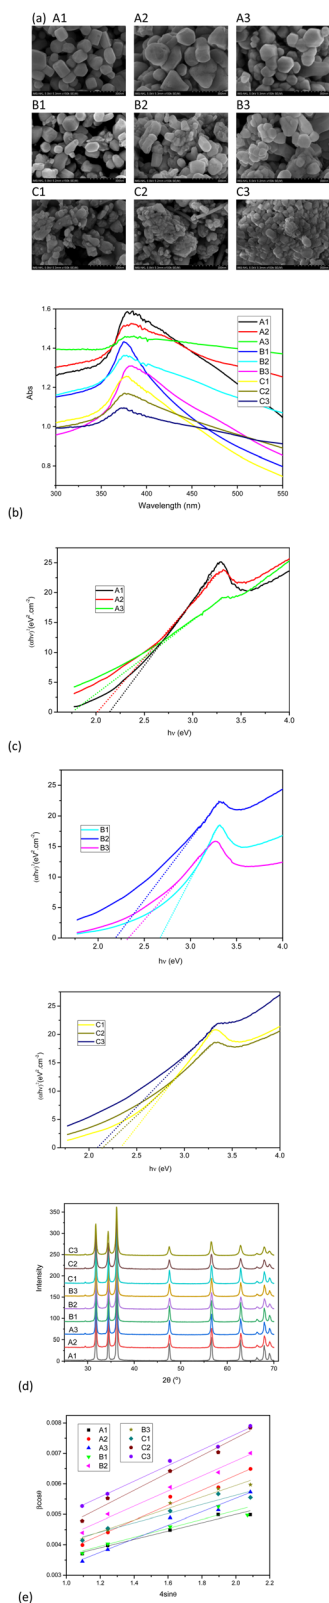 (a) A1 A2 A3
B1 B2 B3
C1 C2 C3
1.6
1.4
1.2
1.0
0.8
Abs
A1
A2
A3
B1
B2
B3
C1
C2
C3
300 350 400 450 500 550
Wavelength (nm)
(b)
25
20
15
10
5
0
(αhν)²(eV².cm⁻²)
A1
A2
A3
2.0 2.5 3.0 3.5 4.0
hν (eV)
(c)
25
20
15
10
5
0
(αhν)²(eV².cm⁻²)
B1
B2
B3
2.0 2.5 3.0 3.5 4.0
hν (eV)
25
20
15
10
5
0
(αhν)²(eV².cm⁻²)
C1
C2
C3
2.0 2.5 3.0 3.5 4.0
hν (eV)
350
300
250
200
150
100
50
0
Intensity
C3
C2
C1
B3
B2
B1
A3
A2
A1
30 40 50 60 70
2θ (°)
(d)
0.008
0.007
0.006
0.005
0.004
0.003
βcosθ
A1 B3
A2 C1
A3 C2
B1 C3
B2
1.0 1.2 1.4 1.6 1.8 2.0 2.2
4sinθ
(e)